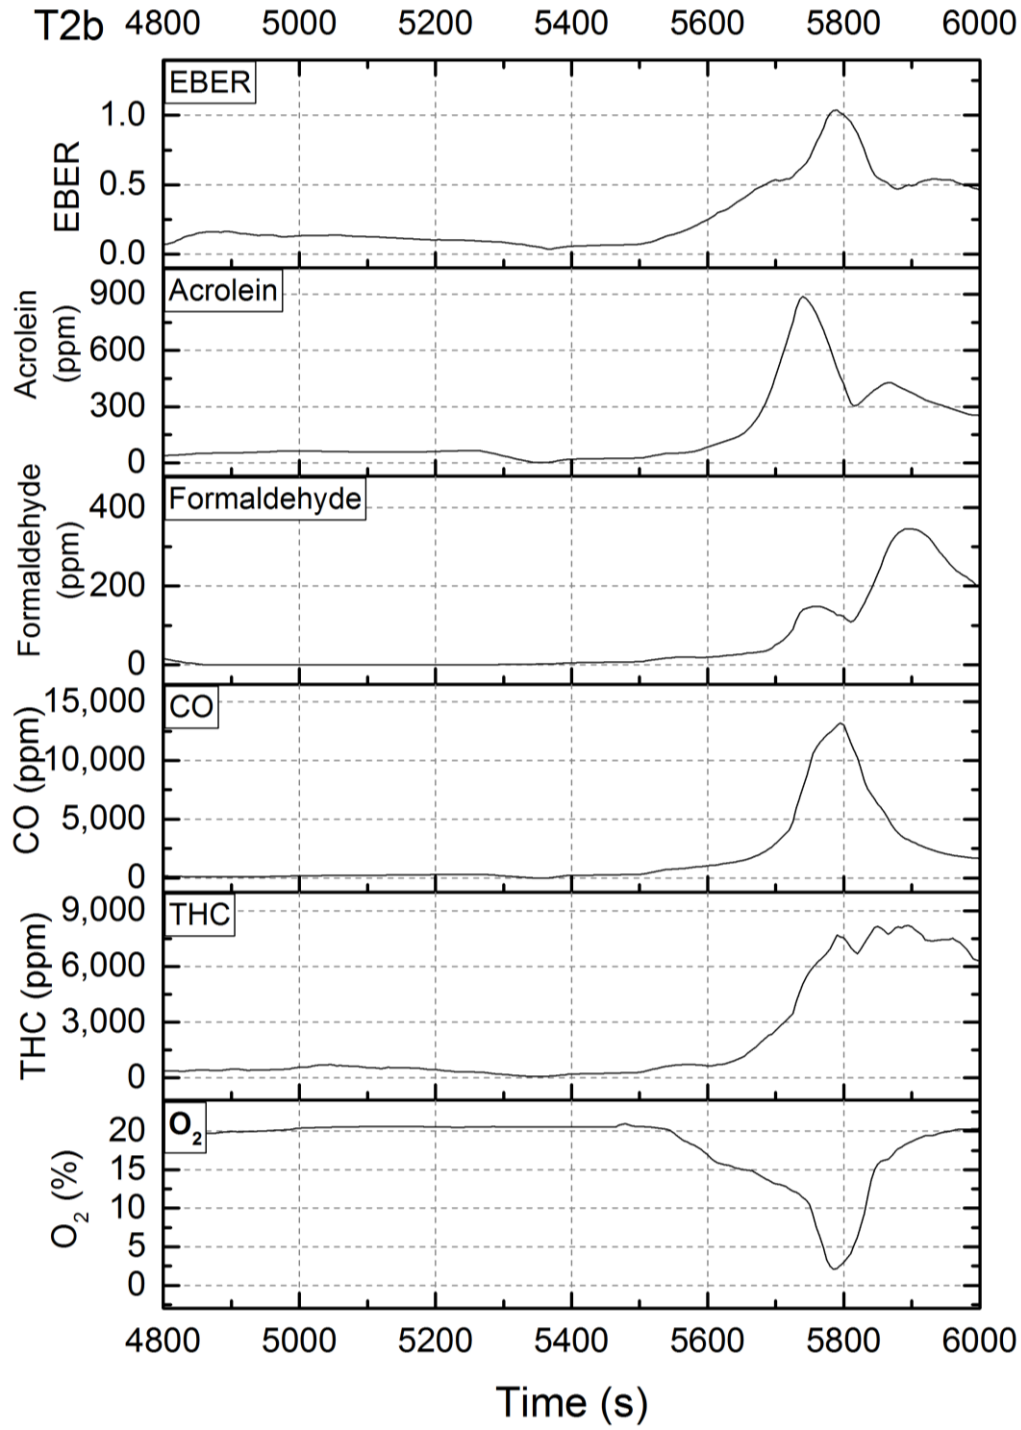 T2b 4800 5000 5200 5400 5600 5800 6000
EBER
EBER
1.0
0.5
0.0
Acrolein
Acrolein
(ppm)
900
600
300
0
Formaldehyde
Formaldehyde
(ppm)
400
200
0
CO
CO (ppm)
15,000
10,000
5,000
0
THC
THC (ppm)
9,000
6,000
3,000
0
O₂
O₂ (%)
20
15
10
5
0
4800 5000 5200 5400 5600 5800 6000
Time (s)